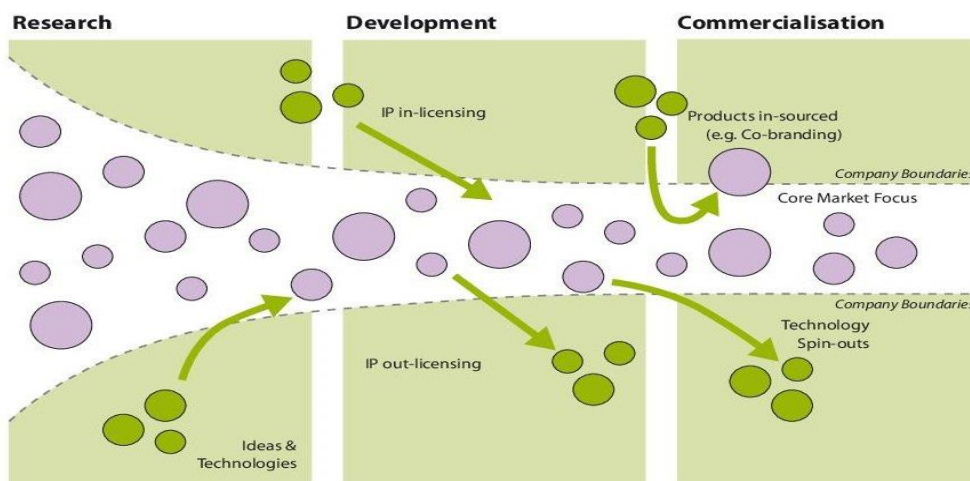 Research
Development
Commercialisation
IP in-licensing
Products in-sourced
(e.g. Co-branding)
Company Boundaries
Core Market Focus
Company Boundaries
Technology
Spin-outs
IP out-licensing
Ideas &
Technologies